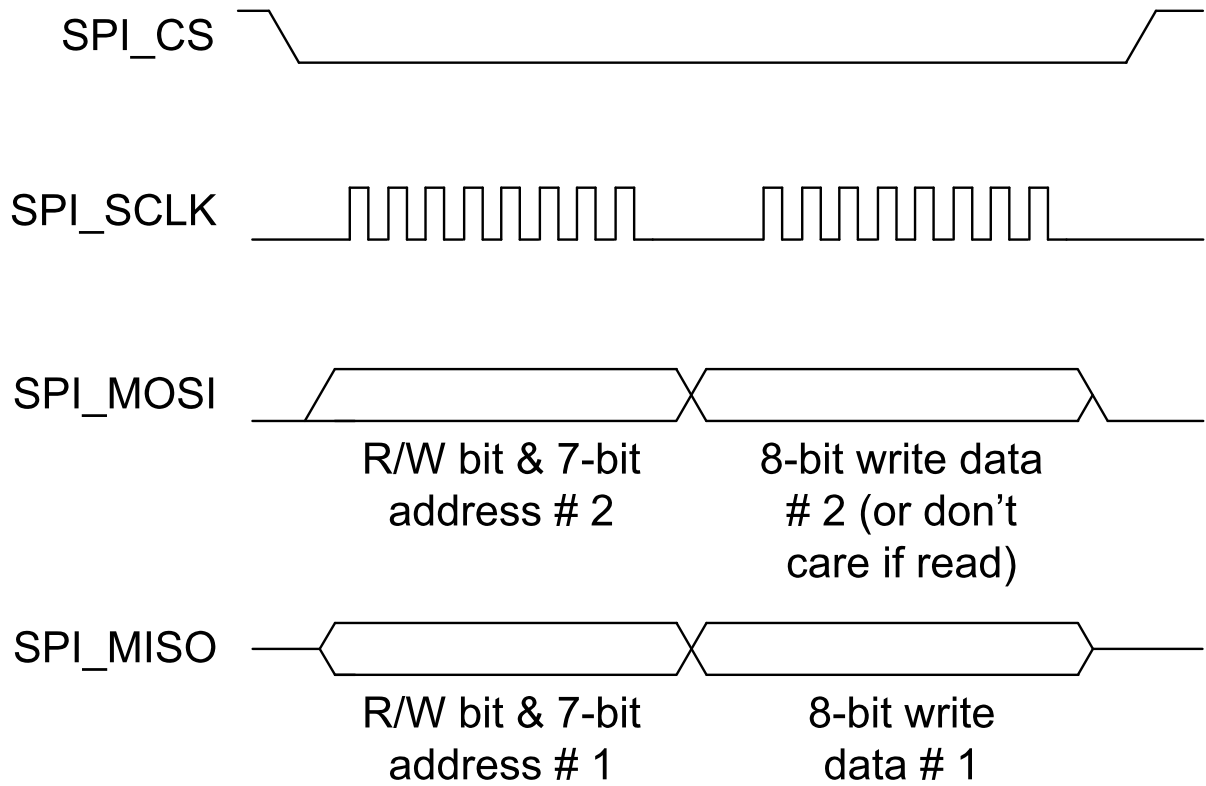 SPI_CS
SPI_SCLK
SPI_MOSI
R/W bit & 7-bit
address # 2
8-bit write data
# 2 (or don't
care if read)
SPI_MISO
R/W bit & 7-bit
address # 1
8-bit write
data # 1